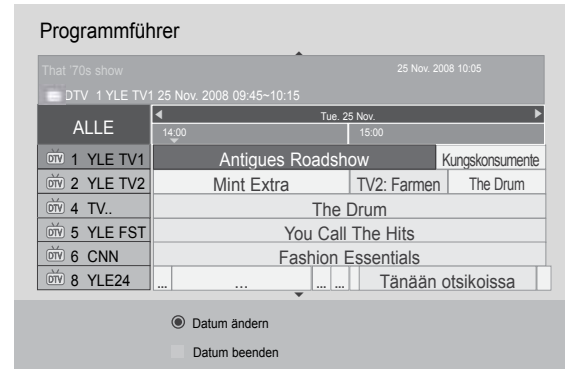 Programmführer
That '70s show 25 Nov. 2008 10:05
DTV 1 YLE TV1 25 Nov. 2008 09:45~10:15
ALLE Tue. 25 Nov.
14:00 15:00
DTV 1 YLE TV1 Antigues Roadshow Kungskonsumente
DTV 2 YLE TV2 Mint Extra TV2: Farmen The Drum
DTV 4 TV.. The Drum
DTV 5 YLE FST You Call The Hits
DTV 6 CNN Fashion Essentials
DTV 8 YLE24 ... ... ... ... Tänään otsikoissa
Datum ändern
Datum beenden